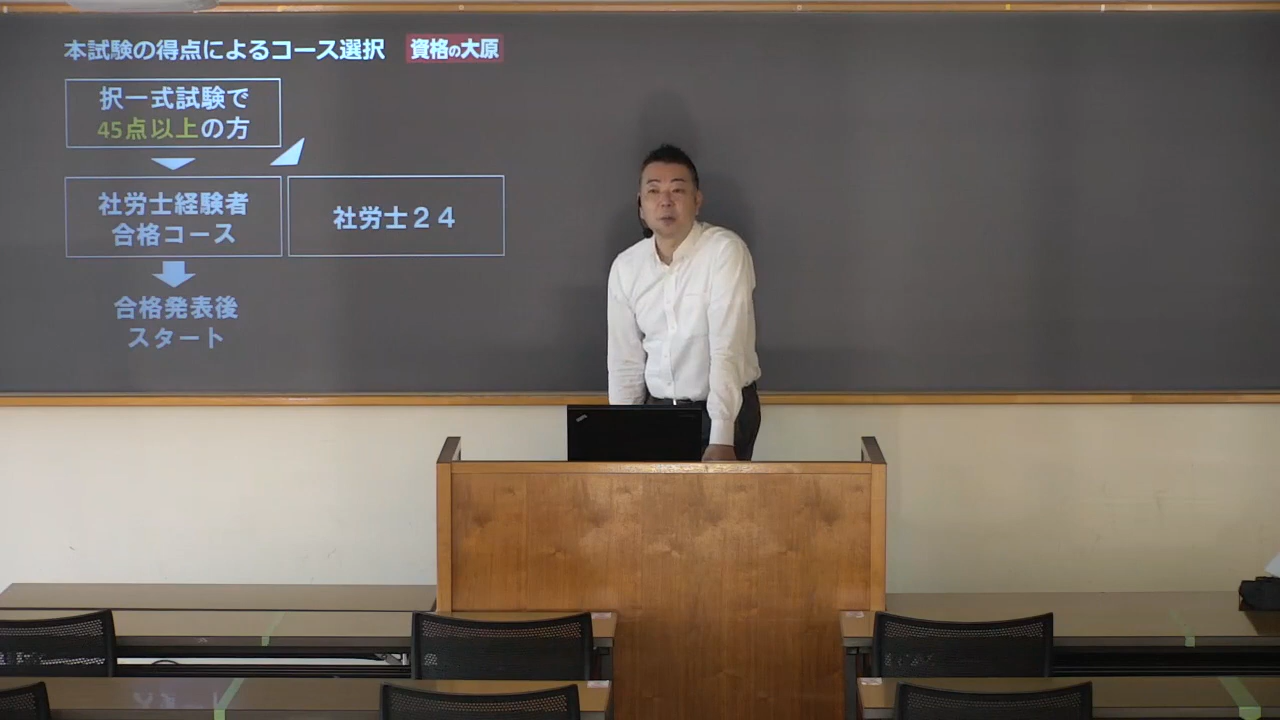 本試験の得点によるコース選択 資格の大原
択一式試験で
45点以上の方
社労士経験者
合格コース
社労士２４
合格発表後
スタート